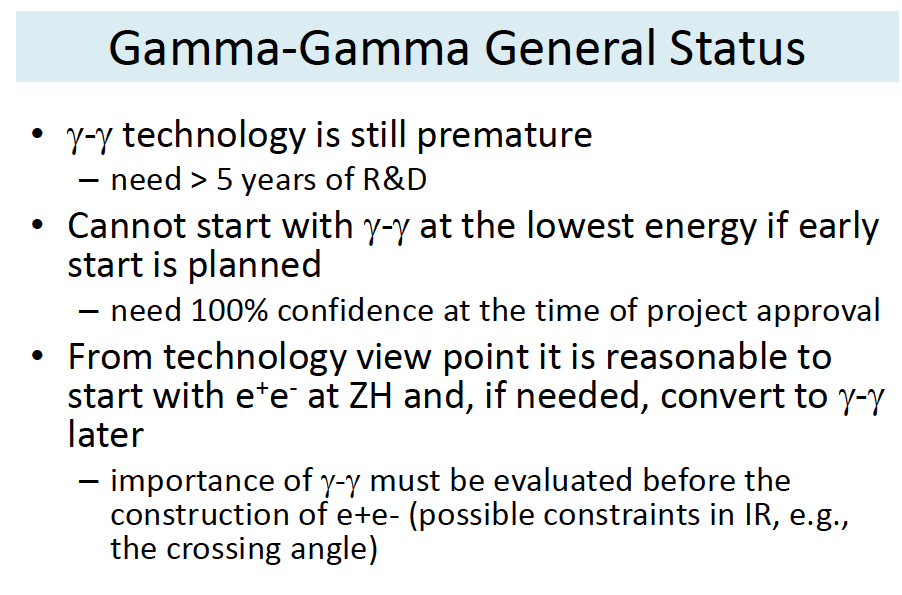 Gamma-Gamma General Status
• γ-γ technology is still premature
– need > 5 years of R&D
• Cannot start with γ-γ at the lowest energy if early
start is planned
– need 100% confidence at the time of project approval
• From technology view point it is reasonable to
start with e⁺e⁻ at ZH and, if needed, convert to γ-γ
later
– importance of γ-γ must be evaluated before the
construction of e+e- (possible constraints in IR, e.g.,
the crossing angle)